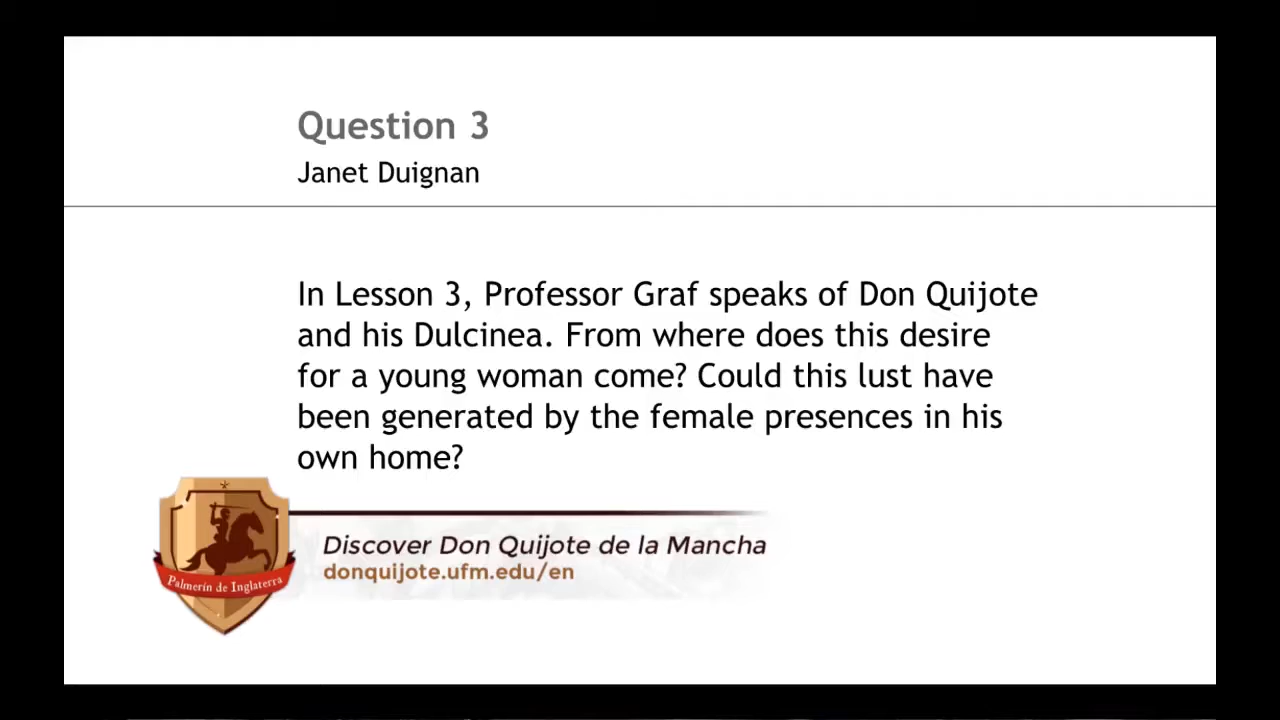 Question 3
Janet Duignan
In Lesson 3, Professor Graf speaks of Don Quijote
and his Dulcinea. From where does this desire
for a young woman come? Could this lust have
been generated by the female presences in his
own home?
Discover Don Quijote de la Mancha
donquijote.ufm.edu/en
Palmerín de Inglaterra